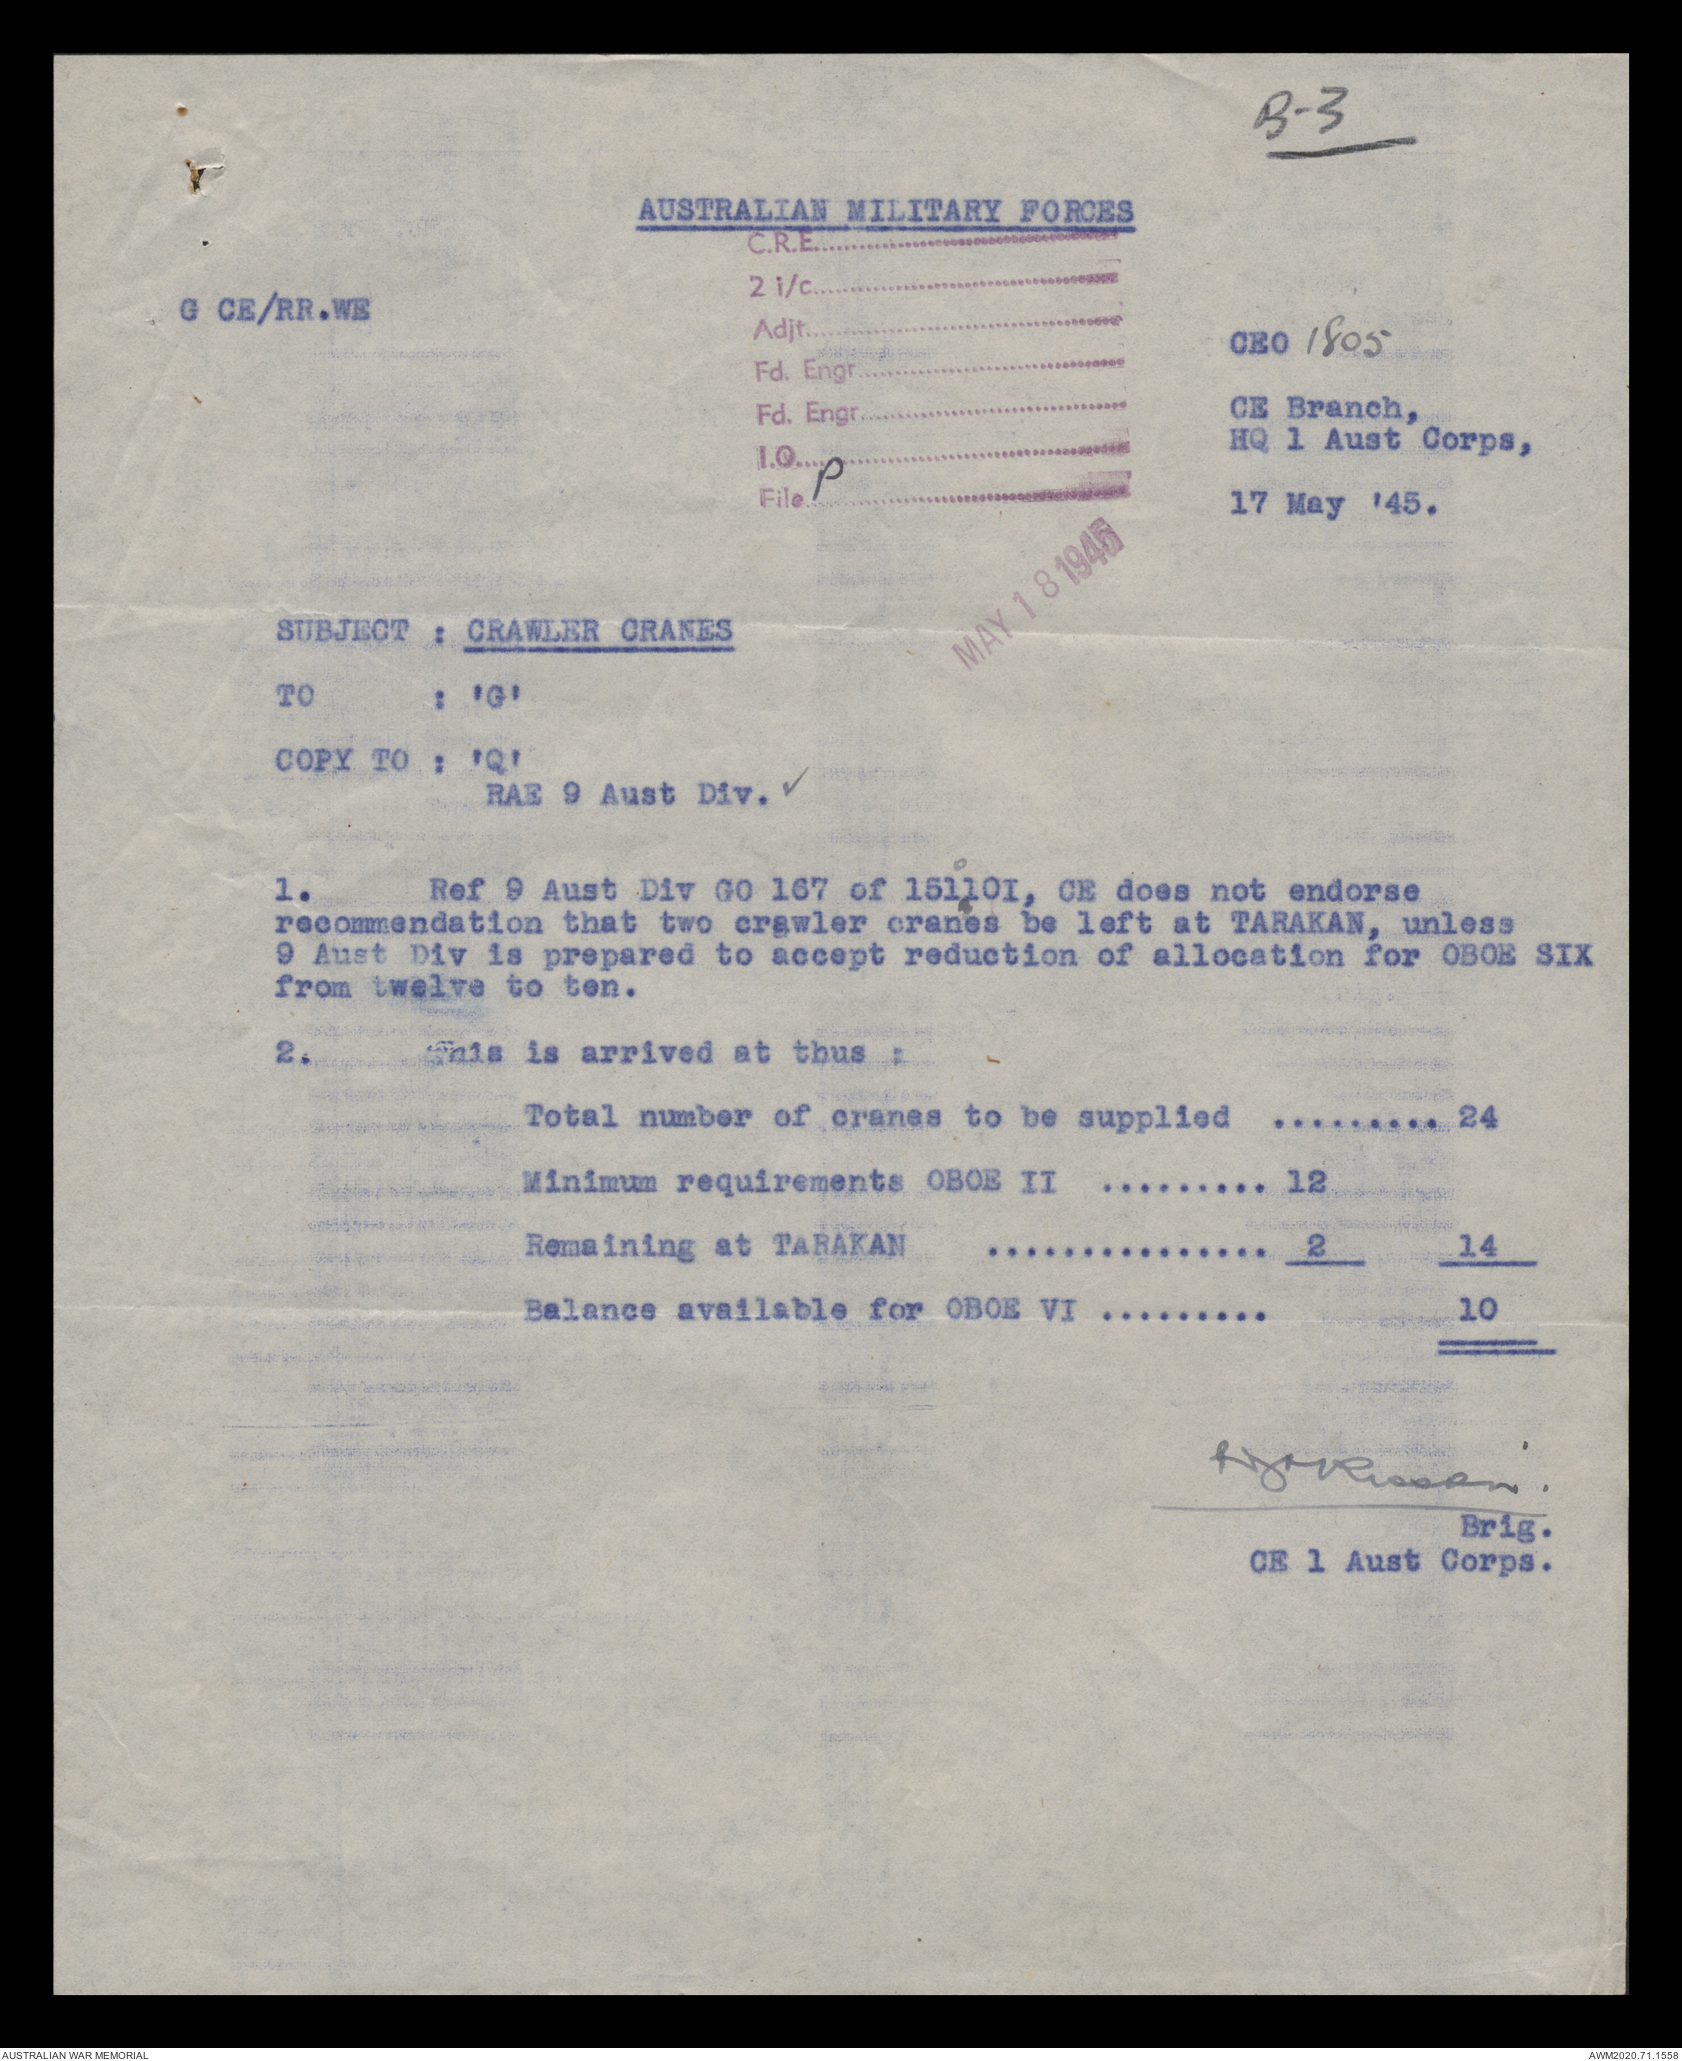 B-3
AUSTRALIAN MILITARY FORCES
C.R.E..............................
2 i/c..............................
Adjt..............................
Fd. Engr..............................
Fd. Engr..............................
I.O..............................
File..............................
P
MAY 18 1945
G CE/RR.WE
CEO 1805
CE Branch,
HQ 1 Aust Corps,
17 May '45.
SUBJECT : CRAWLER CRANES
TO : 'G'
COPY TO : 'Q'
RAE 9 Aust Div. ✓
1. Ref 9 Aust Div GO 167 of 151101I, CE does not endorse
recommendation that two crawler cranes be left at TARAKAN, unless
9 Aust Div is prepared to accept reduction of allocation for OBOE SIX
from twelve to ten.
2. This is arrived at thus :
Total number of cranes to be supplied ......... 24
Minimum requirements OBOE II ......... 12
Remaining at TARAKAN ............... 2 14
Balance available for OBOE VI ......... 10
Brig.
CE 1 Aust Corps.
AUSTRALIAN WAR MEMORIAL
AWM2020.71.1558